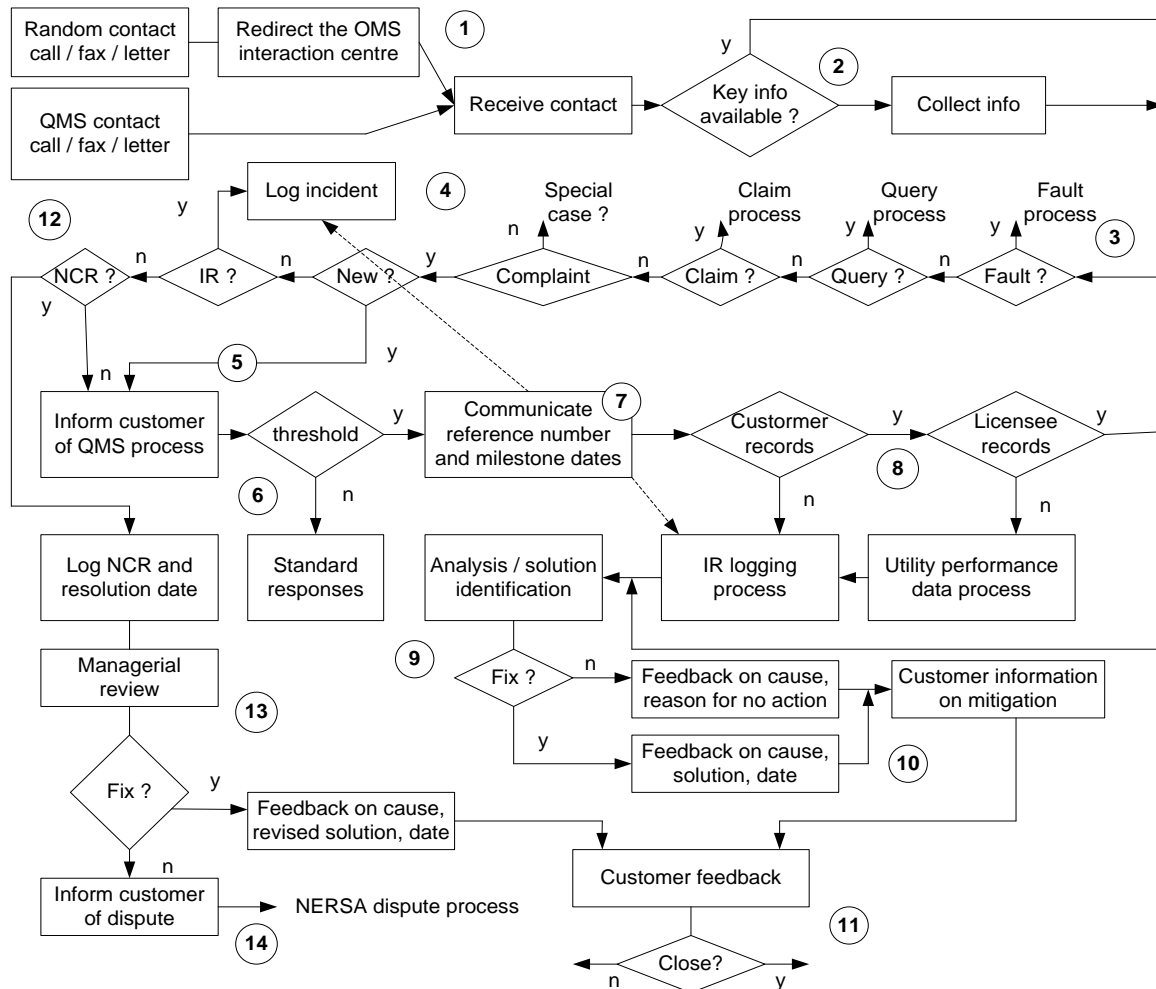 Random contact
call / fax / letter
Redirect the OMS
interaction centre
1
y
2
QMS contact
call / fax / letter
Receive contact
Key info
available ?
Collect info
12
y
Log incident
4
Special
case ?
Claim
process
Query
process
Fault
process
3
n
y
y
y
NCR ?
n
IR ?
n
New ?
y
Complaint
n
Claim ?
n
Query ?
n
Fault ?
y
5
y
n
Inform customer
of QMS process
threshold
y
7
Communicate
reference number
and milestone dates
Custormer
records
y
Licensee
records
y
6
n
8
n
n
Log NCR and
resolution date
Standard
responses
Analysis / solution
identification
IR logging
process
Utility performance
data process
Managerial
review
9
Fix ?
n
Feedback on cause,
reason for no action
Customer information
on mitigation
13
y
Feedback on cause,
solution, date
10
Fix ?
y
Feedback on cause,
revised solution, date
n
Customer feedback
Inform customer
of dispute
NERSA dispute process
14
11
n
Close?
y